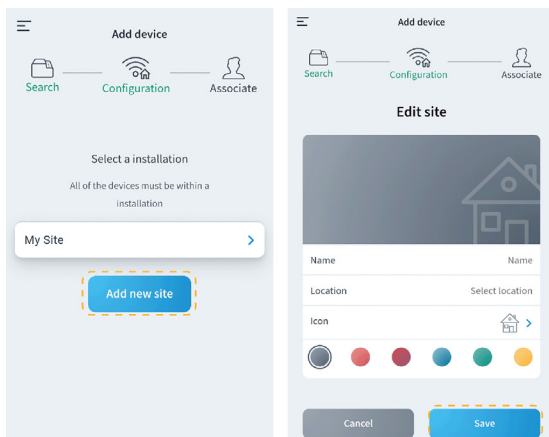 Add device
Search
Configuration
Associate
Select a installation
All of the devices must be within a
installation
My Site
Add new site
Add device
Search
Configuration
Associate
Edit site
Name Name
Location Select location
Icon
Cancel
Save